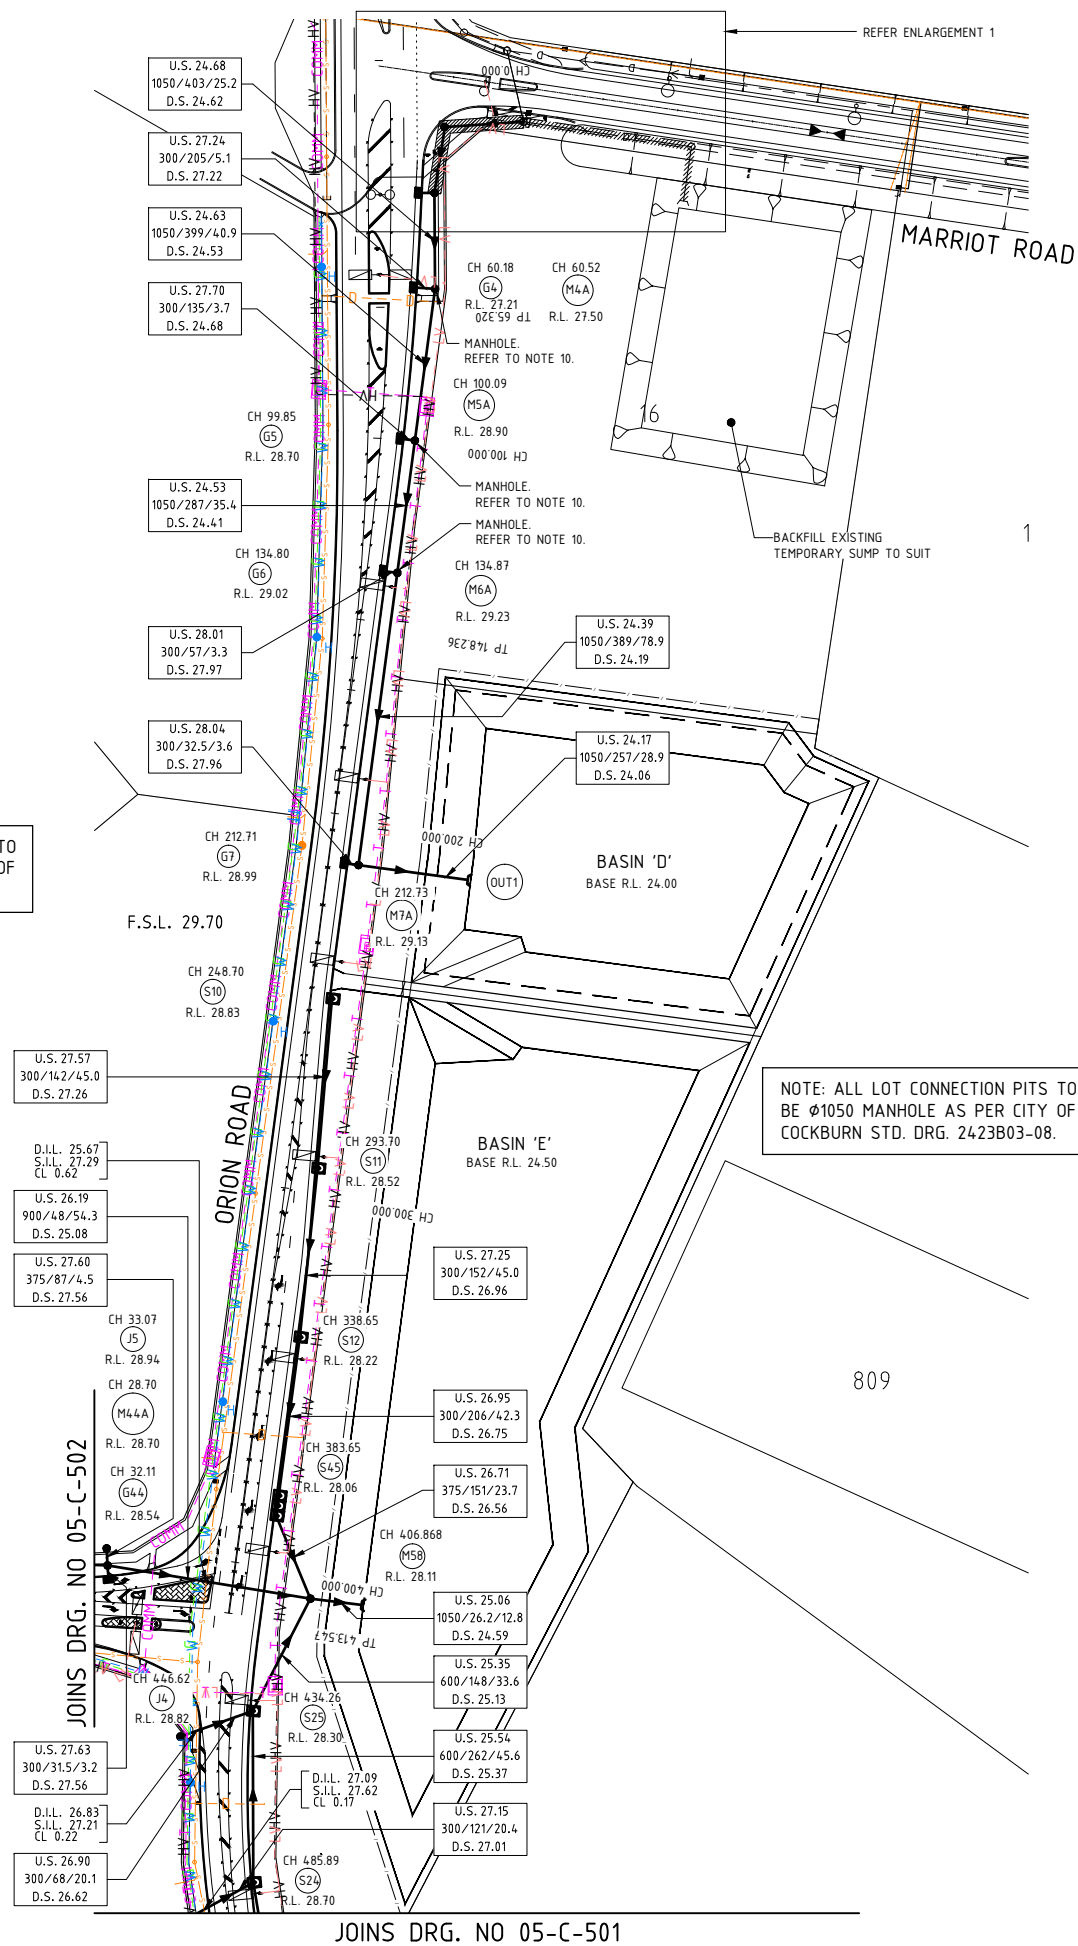 REFER ENLARGEMENT 1
CH 0.000
U.S. 24.68
1050/403/25.2
D.S. 24.62
U.S. 27.24
300/205/5.1
D.S. 27.22
U.S. 24.63
1050/399/40.9
D.S. 24.53
U.S. 27.70
300/135/3.7
D.S. 24.68
MARRIOT ROAD
CH 60.18
G4
R.L. 27.21
TP 65.320
CH 60.52
M4A
R.L. 27.50
MANHOLE.
REFER TO NOTE 10.
CH 100.09
M5A
R.L. 28.90
CH 100.000
CH 99.85
G5
R.L. 28.70
16
1
U.S. 24.53
1050/287/35.4
D.S. 24.41
MANHOLE.
REFER TO NOTE 10.
MANHOLE.
REFER TO NOTE 10.
BACKFILL EXISTING
TEMPORARY SUMP TO SUIT
CH 134.80
G6
R.L. 29.02
CH 134.87
M6A
R.L. 29.23
TP 148.236
U.S. 28.01
300/57/3.3
D.S. 27.97
U.S. 24.39
1050/389/78.9
D.S. 24.19
U.S. 28.04
300/32.5/3.6
D.S. 27.96
U.S. 24.17
1050/257/28.9
D.S. 24.06
TO
OF
CH 212.71
G7
R.L. 28.99
CH 200.000
OUT1
BASIN 'D'
BASE R.L. 24.00
CH 212.73
M7A
R.L. 29.13
F.S.L. 29.70
CH 248.70
S10
R.L. 28.83
U.S. 27.57
300/142/45.0
D.S. 27.26
NOTE: ALL LOT CONNECTION PITS TO
BE Ø1050 MANHOLE AS PER CITY OF
COCKBURN STD. DRG. 2423B03-08.
ORION ROAD
BASIN 'E'
BASE R.L. 24.50
CH 293.70
S11
R.L. 28.52
CH 300.000
D.I.L. 25.67
S.I.L. 27.29
CL 0.62
U.S. 26.19
900/48/54.3
D.S. 25.08
U.S. 27.60
375/87/4.5
D.S. 27.56
U.S. 27.25
300/152/45.0
D.S. 26.96
CH 33.07
J5
R.L. 28.94
CH 338.65
S12
R.L. 28.22
CH 28.70
M44A
R.L. 28.70
809
U.S. 26.95
300/206/42.3
D.S. 26.75
CH 32.11
G44
R.L. 28.54
CH 383.65
S45
R.L. 28.06
U.S. 26.71
375/151/23.7
D.S. 26.56
CH 406.868
M58
R.L. 28.11
CH 400.000
JOINS DRG. NO 05-C-502
U.S. 25.06
1050/26.2/12.8
D.S. 24.59
TP 413.547
U.S. 25.35
600/148/33.6
D.S. 25.13
CH 446.62
J4
R.L. 28.82
CH 434.26
S25
R.L. 28.30
U.S. 25.54
600/262/45.6
D.S. 25.37
U.S. 27.63
300/31.5/3.2
D.S. 27.56
D.I.L. 27.09
S.I.L. 27.62
CL 0.17
D.I.L. 26.83
S.I.L. 27.21
CL 0.22
U.S. 27.15
300/121/20.4
D.S. 27.01
U.S. 26.90
300/68/20.1
D.S. 26.62
CH 485.89
S24
R.L. 28.70
JOINS DRG. NO 05-C-501